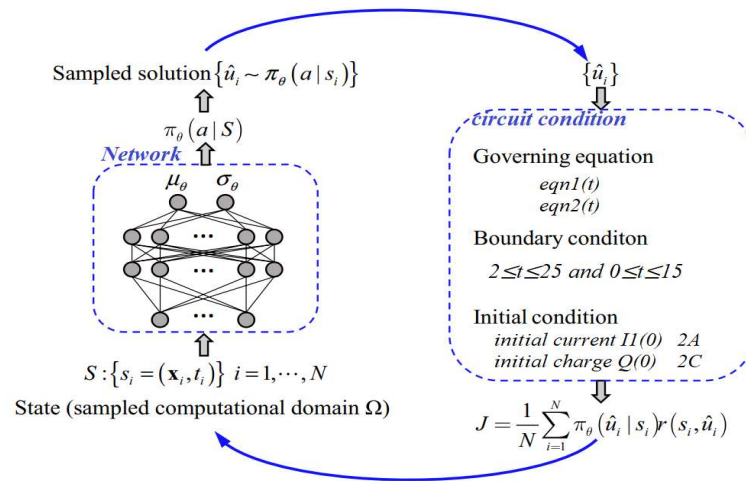 Sampled solution {û_i ~ π_θ(a | s_i)}
π_θ(a | S)
Network
μ_θ σ_θ
...
...
...
S : {s_i = (x_i, t_i)} i = 1, ⋯, N
State (sampled computational domain Ω)
{û_i}
circuit condition
Governing equation
eqn1(t)
eqn2(t)
Boundary conditon
2≤t≤25 and 0≤t≤15
Initial condition
initial current I1(0) 2A
initial charge Q(0) 2C
J = 1/N ∑_{i=1}^{N} π_θ(û_i | s_i) r(s_i, û_i)